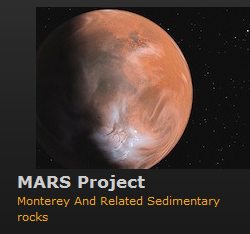 MARS Project
Monterey And Related Sedimentary
rocks